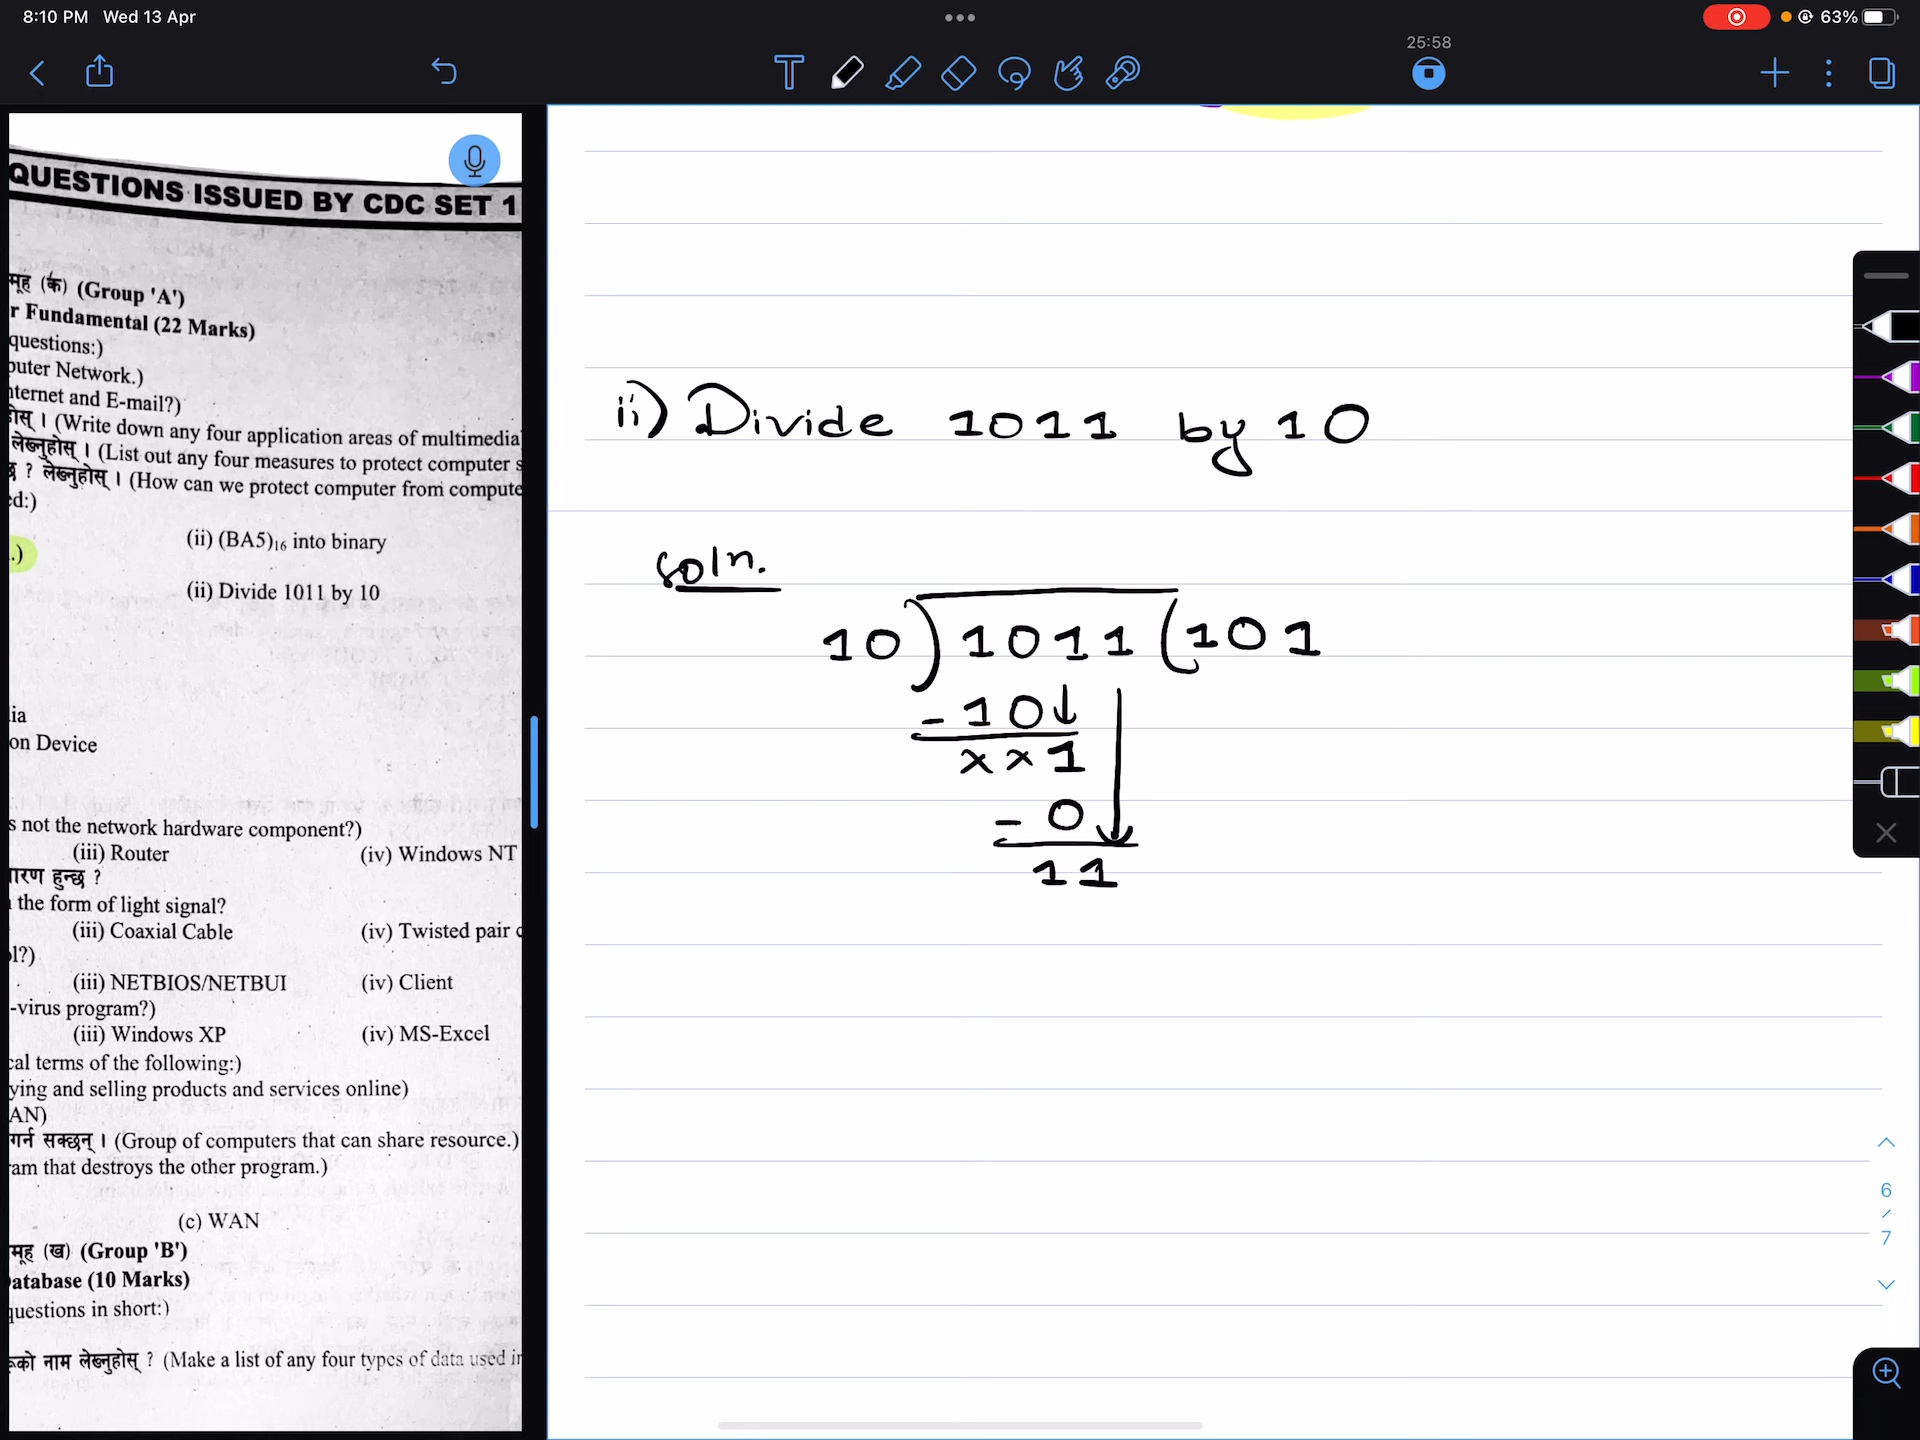 8:10 PM Wed 13 Apr
63%
25:58
QUESTIONS ISSUED BY CDC SET 1
(क) (Group 'A')
r Fundamental (22 Marks)
questions:)
puter Network.)
nternet and E-mail?)
होस् । (Write down any four application areas of multimedia
लेख्नुहोस् । (List out any four measures to protect computer s
? लेख्नुहोस् । (How can we protect computer from compute
ed:)
(ii) (BA5)16 into binary
.)
(ii) Divide 1011 by 10
ia
on Device
s not the network hardware component?)
(iii) Router (iv) Windows NT
ारण हुन्छ ?
the form of light signal?
(iii) Coaxial Cable (iv) Twisted pair c
ol?)
(iii) NETBIOS/NETBUI (iv) Client
-virus program?)
(iii) Windows XP (iv) MS-Excel
cal terms of the following:)
ying and selling products and services online)
AN)
गर्न सक्छन् । (Group of computers that can share resource.)
ram that destroys the other program.)
(c) WAN
मूह (ख) (Group 'B')
atabase (10 Marks)
questions in short:)
रूको नाम लेख्नुहोस् ? (Make a list of any four types of data used in
ii) Divide 1011 by 10
soln.
10 ) 1011 ( 101
- 10↓
x x 1
- 0
11
6
/
7